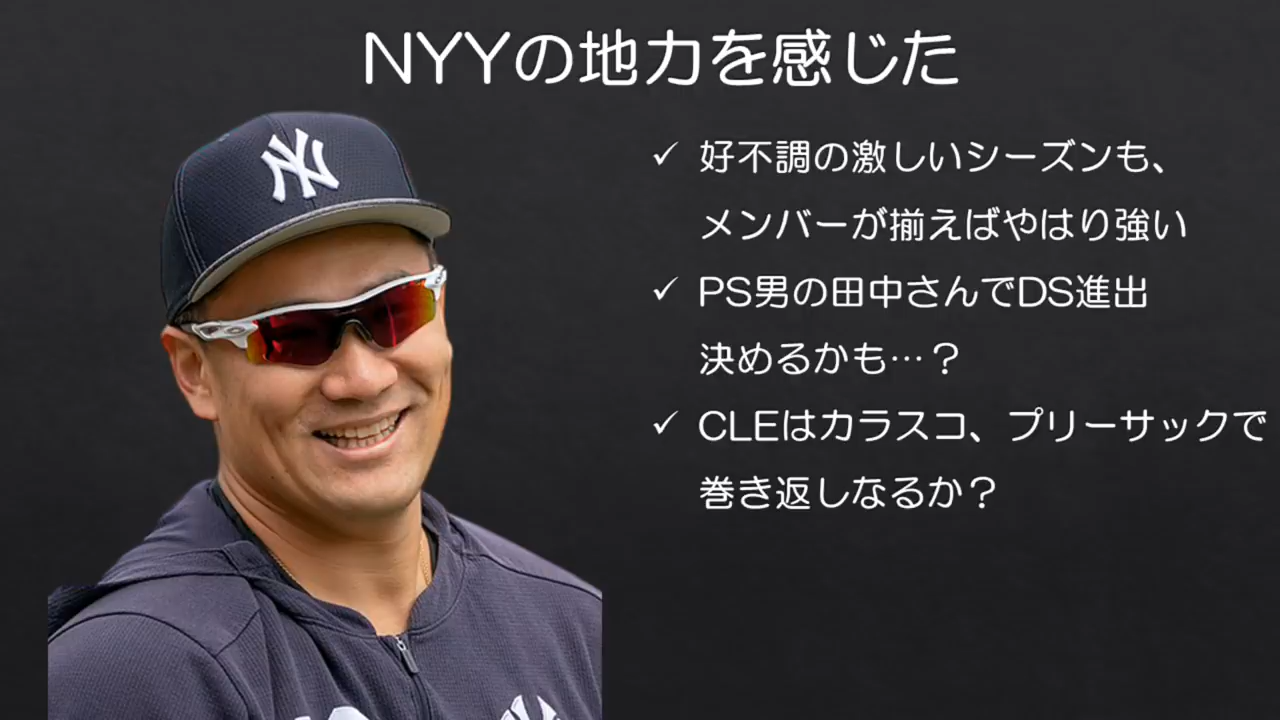 NYYの地力を感じた
✓ 好不調の激しいシーズンも、
メンバーが揃えばやはり強い
✓ PS男の田中さんでDS進出
決めるかも…？
✓ CLEはカラスコ、プリーサックで
巻き返しなるか？
NY